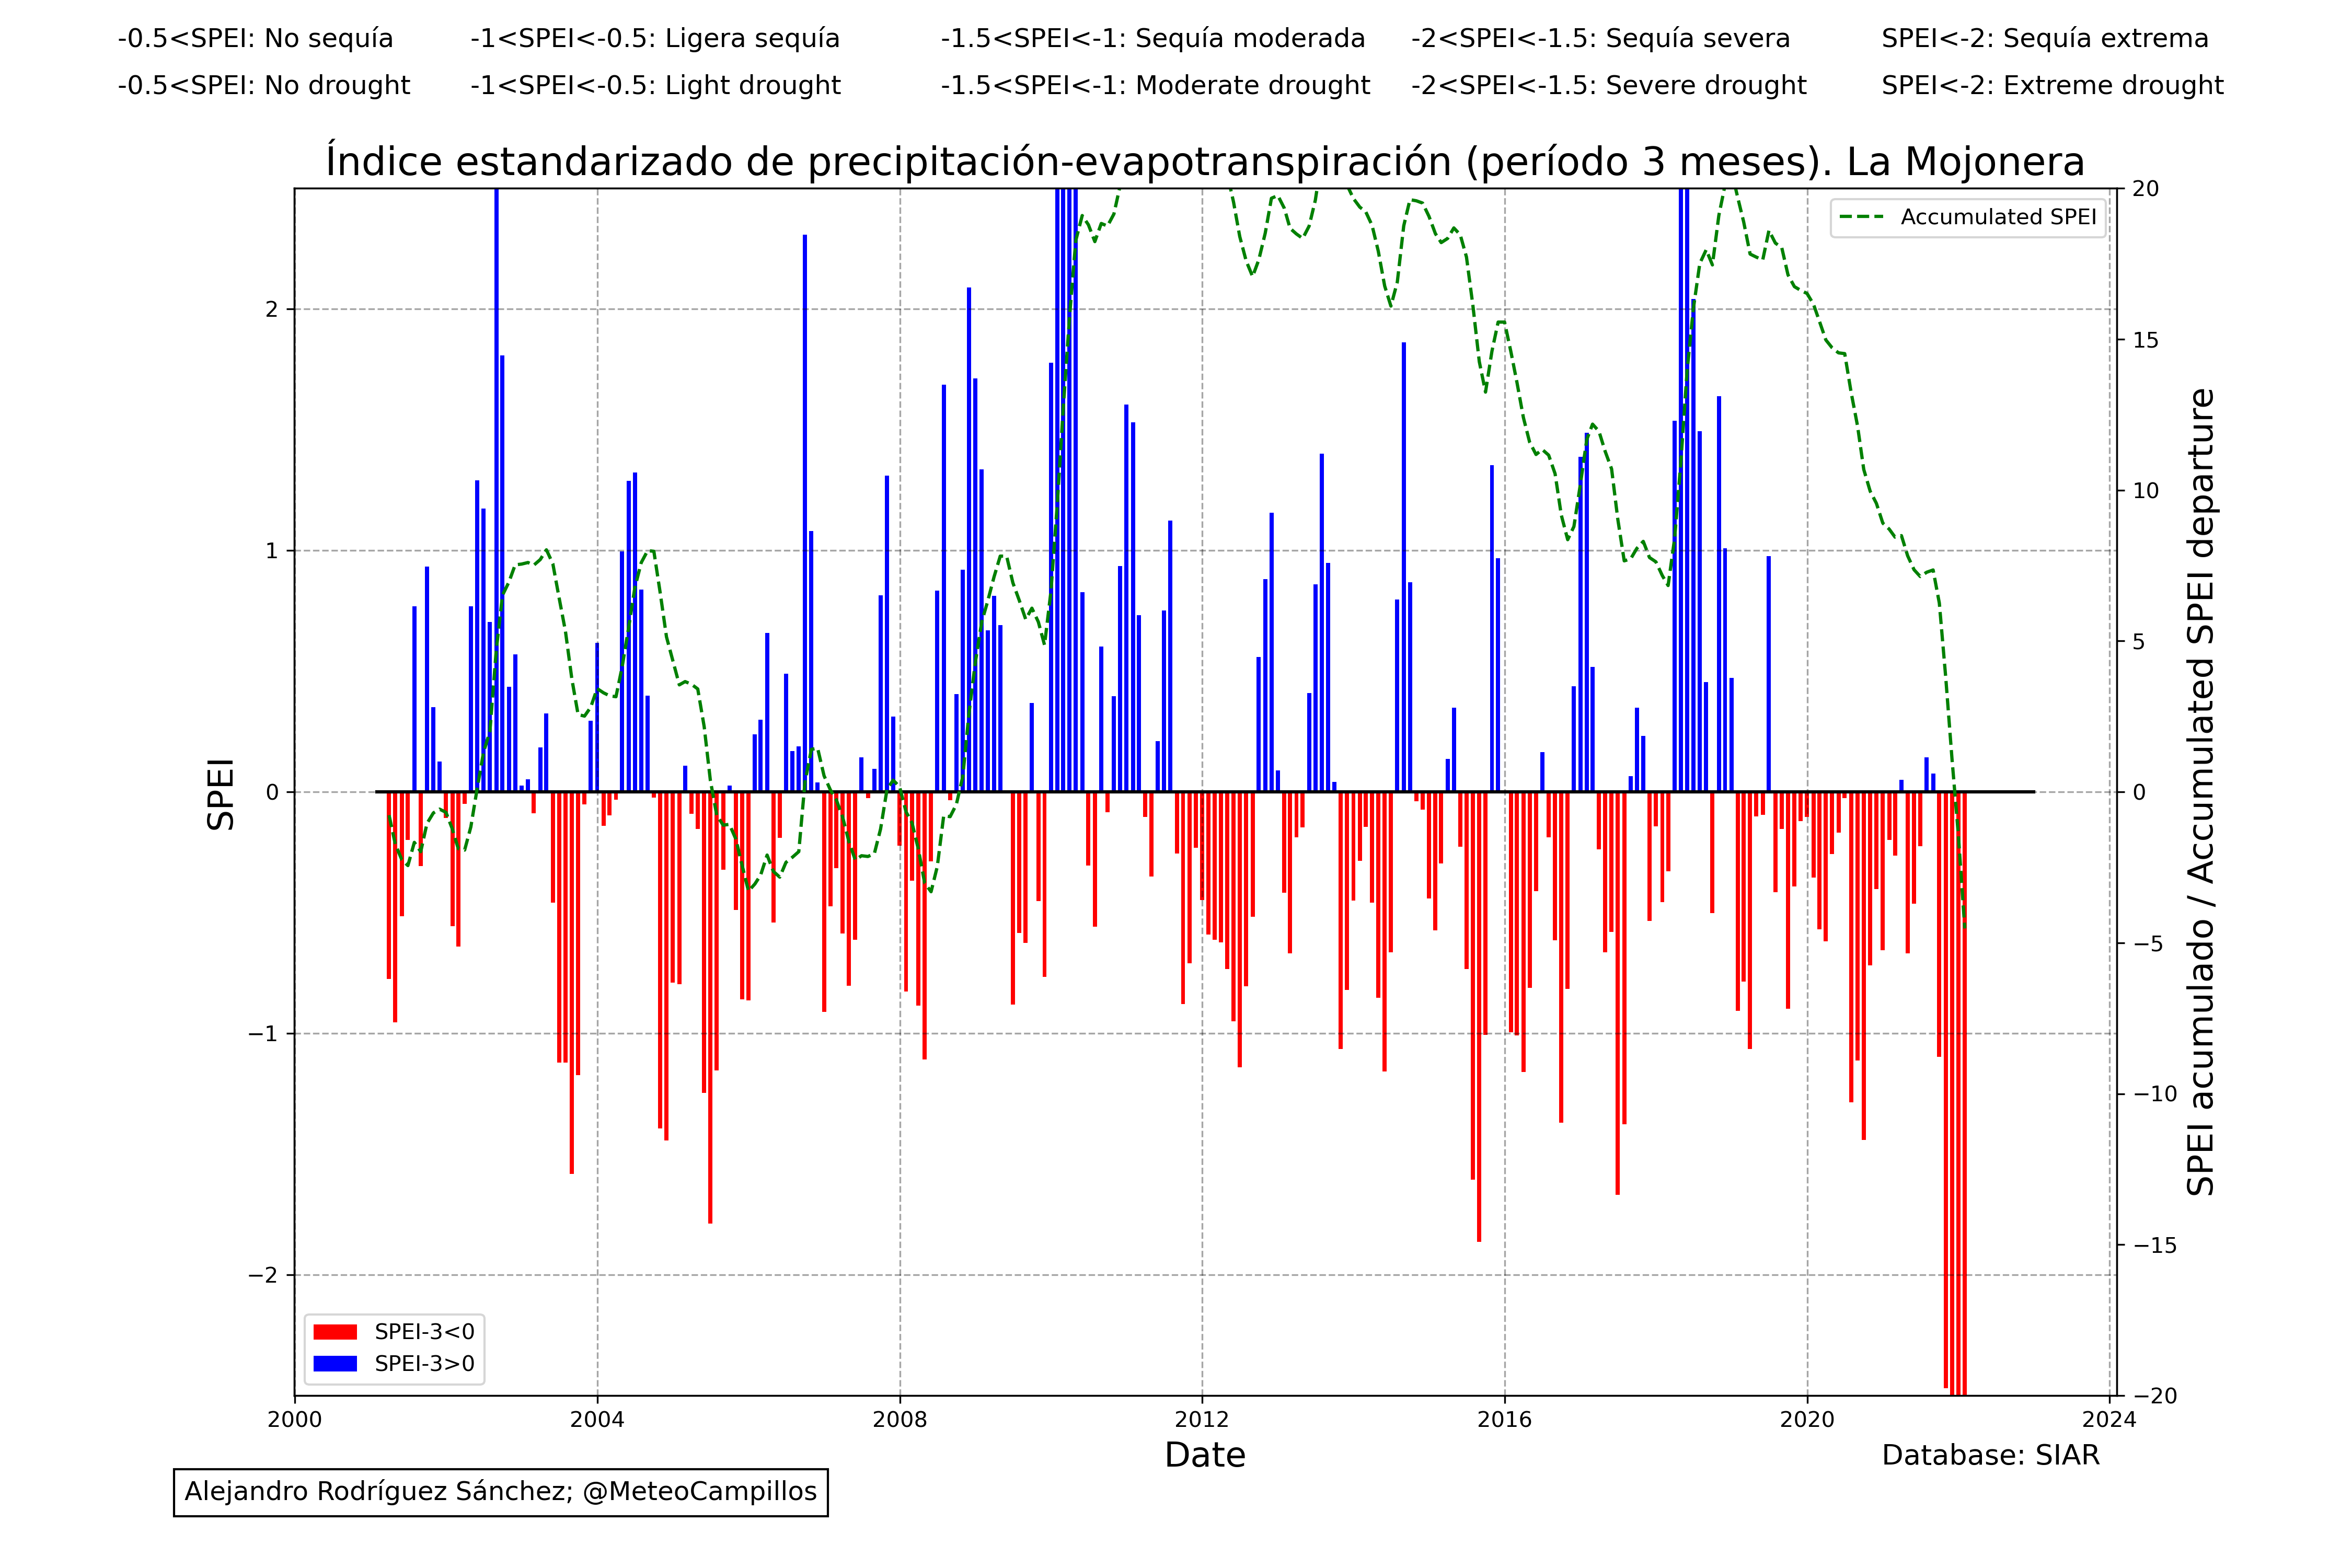 -0.5<SPEI: No sequía -1<SPEI<-0.5: Ligera sequía -1.5<SPEI<-1: Sequía moderada -2<SPEI<-1.5: Sequía severa SPEI<-2: Sequía extrema
-0.5<SPEI: No drought -1<SPEI<-0.5: Light drought -1.5<SPEI<-1: Moderate drought -2<SPEI<-1.5: Severe drought SPEI<-2: Extreme drought
Índice estandarizado de precipitación-evapotranspiración (período 3 meses). La Mojonera
Accumulated SPEI
SPEI
2
1
0
−1
−2
20
15
10
5
0
−5
−10
−15
−20
SPEI acumulado / Accumulated SPEI departure
SPEI-3<0
SPEI-3>0
2000 2004 2008 2012 2016 2020 2024
Date
Database: SIAR
Alejandro Rodríguez Sánchez; @MeteoCampillos